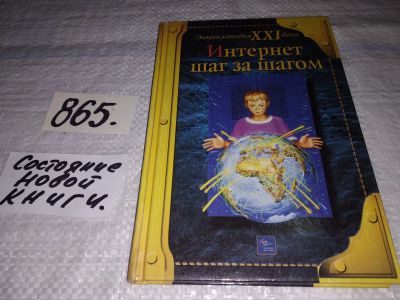 Энциклопедия XXI века
Интернет
шаг за шагом
865.
Состояние
новой
книги.